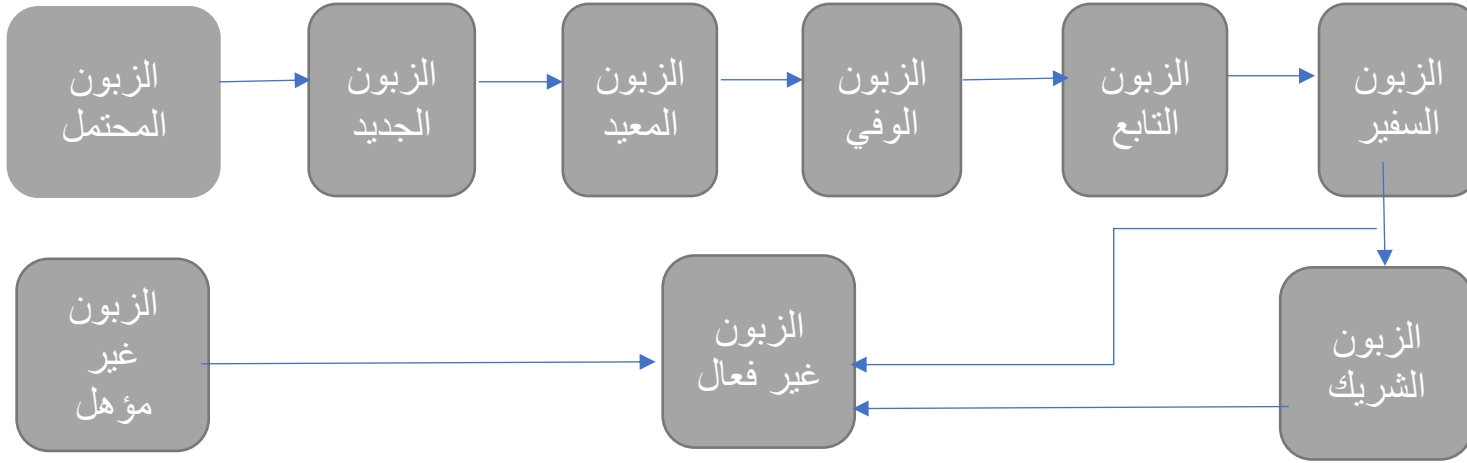 الزبون
المحتمل
الزبون
الجديد
الزبون
المعيد
الزبون
الوفي
الزبون
التابع
الزبون
السفير
الزبون
غير
مؤهل
الزبون
غير فعال
الزبون
الشريك